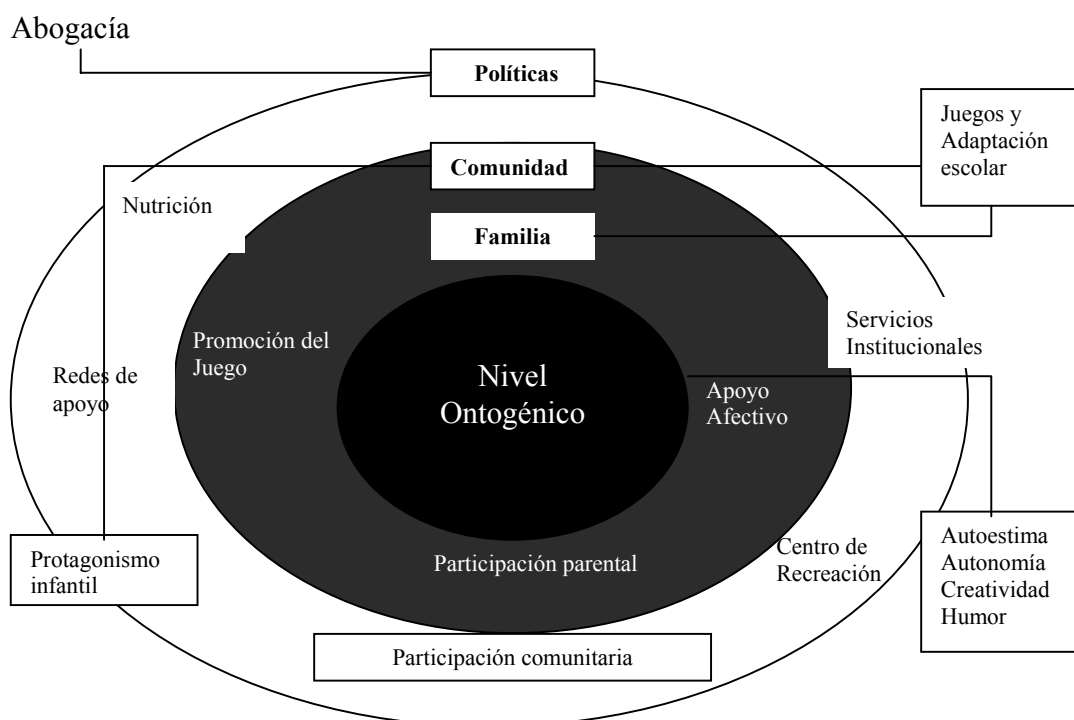 Abogacía
Políticas
Juegos y
Adaptación
escolar
Comunidad
Nutrición
Familia
Servicios
Institucionales
Promoción del
Juego
Redes de
apoyo
Nivel
Ontogénico
Apoyo
Afectivo
Participación parental
Centro de
Recreación
Autoestima
Autonomía
Creatividad
Humor
Protagonismo
infantil
Participación comunitaria